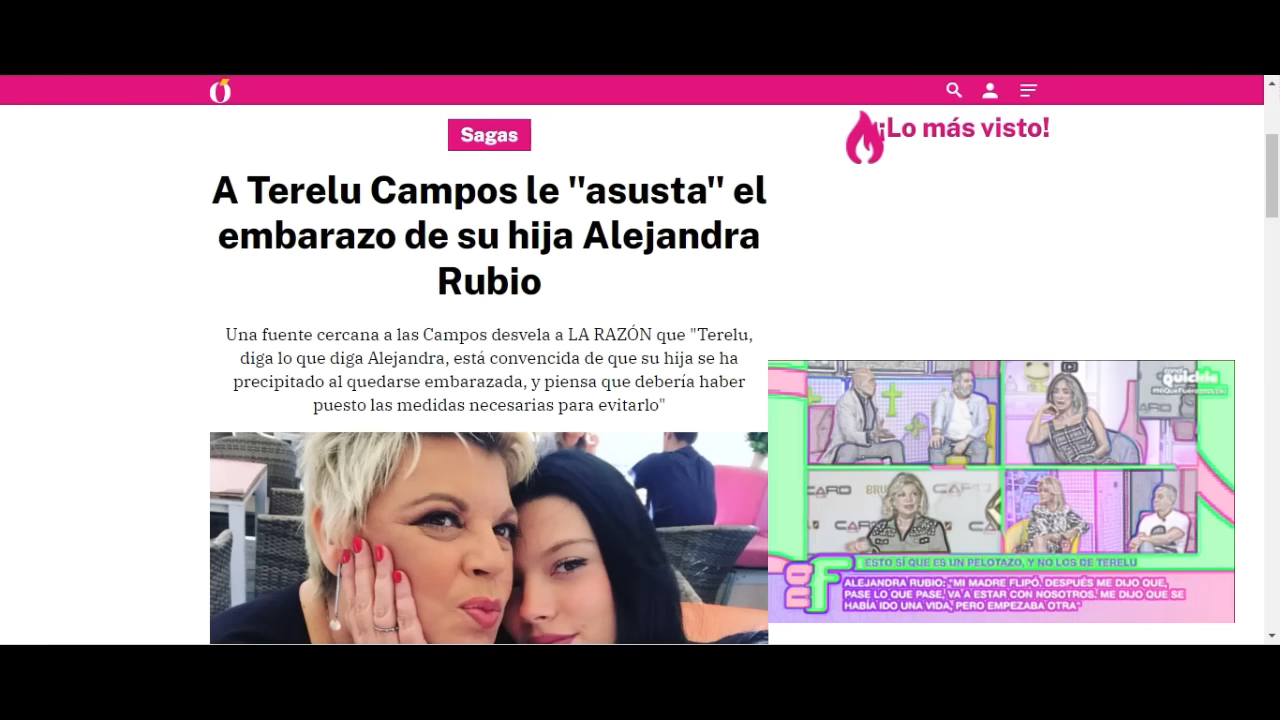 Ó
Sagas
¡Lo más visto!
A Terelu Campos le "asusta" el
embarazo de su hija Alejandra
Rubio
Una fuente cercana a las Campos desvela a LA RAZÓN que "Terelu,
diga lo que diga Alejandra, está convencida de que su hija se ha
precipitado al quedarse embarazada, y piensa que debería haber
puesto las medidas necesarias para evitarlo"
quickie
CARO
CARO
ESTO SÍ QUE ES UN PELOTAZO, Y NO LOS DE TERELU
ALEJANDRA RUBIO: "MI MADRE FLIPÓ. DESPUÉS ME DIJO QUE,
PASE LO QUE PASE, VA A ESTAR CON NOSOTROS. ME DIJO QUE SE
HABÍA IDO UNA VIDA, PERO EMPEZABA OTRA"